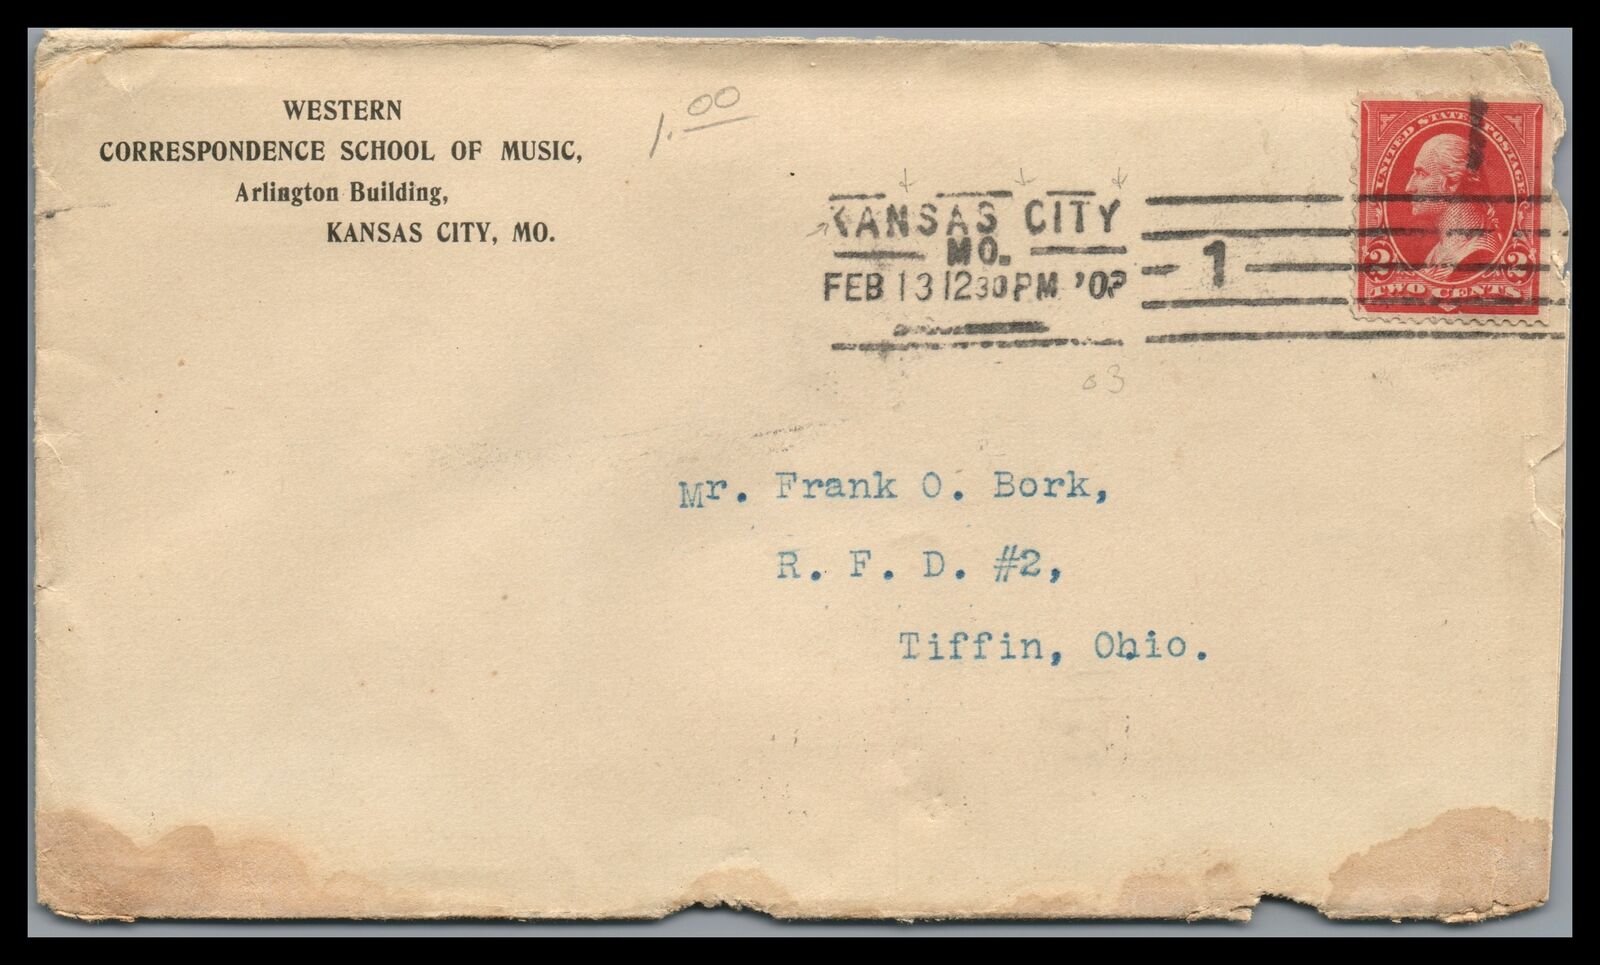 WESTERN
CORRESPONDENCE SCHOOL OF MUSIC,
Arlington Building,
KANSAS CITY, MO.
1.00
UNITED STATES POSTAGE
2 2
TWO CENTS
KANSAS CITY
MO.
FEB 13 1230 PM
1
03
Mr. Frank O. Bork,
R. F. D. #2,
Tiffin, Ohio.